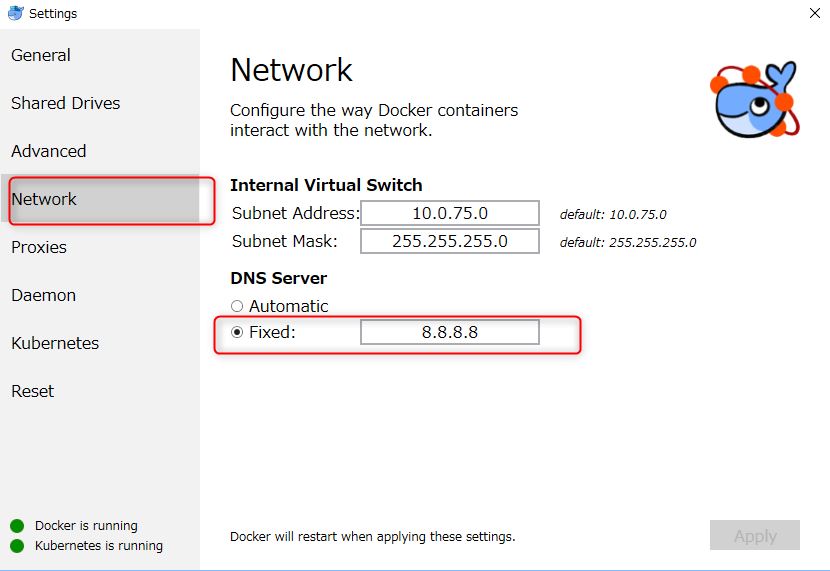 Settings
General
Shared Drives
Advanced
Network
Proxies
Daemon
Kubernetes
Reset
Docker is running
Kubernetes is running
Network
Configure the way Docker containers
interact with the network.
Internal Virtual Switch
Subnet Address: 10.0.75.0 default: 10.0.75.0
Subnet Mask: 255.255.255.0 default: 255.255.255.0
DNS Server
Automatic
Fixed: 8.8.8.8
Docker will restart when applying these settings.
Apply